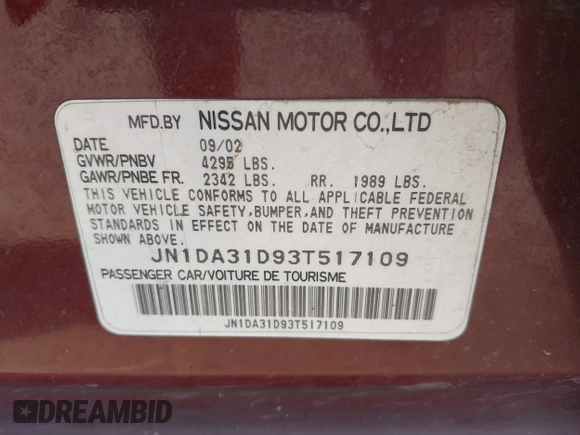 MFD.BY NISSAN MOTOR CO.,LTD
DATE 09/02
GVWR/PNBV 4295 LBS.
GAWR/PNBE FR. 2342 LBS. RR. 1989 LBS.
THIS VEHICLE CONFORMS TO ALL APPLICABLE FEDERAL
MOTOR VEHICLE SAFETY,BUMPER,AND THEFT PREVENTION
STANDARDS IN EFFECT ON THE DATE OF MANUFACTURE
SHOWN ABOVE.
JN1DA31D93T517109
PASSENGER CAR/VOITURE DE TOURISME
JN1DA31D93T517109
DREAMBID